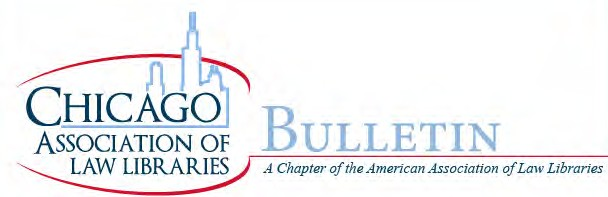 CHICAGO
ASSOCIATION OF
LAW LIBRARIES
BULLETIN
A Chapter of the American Association of Law Libraries